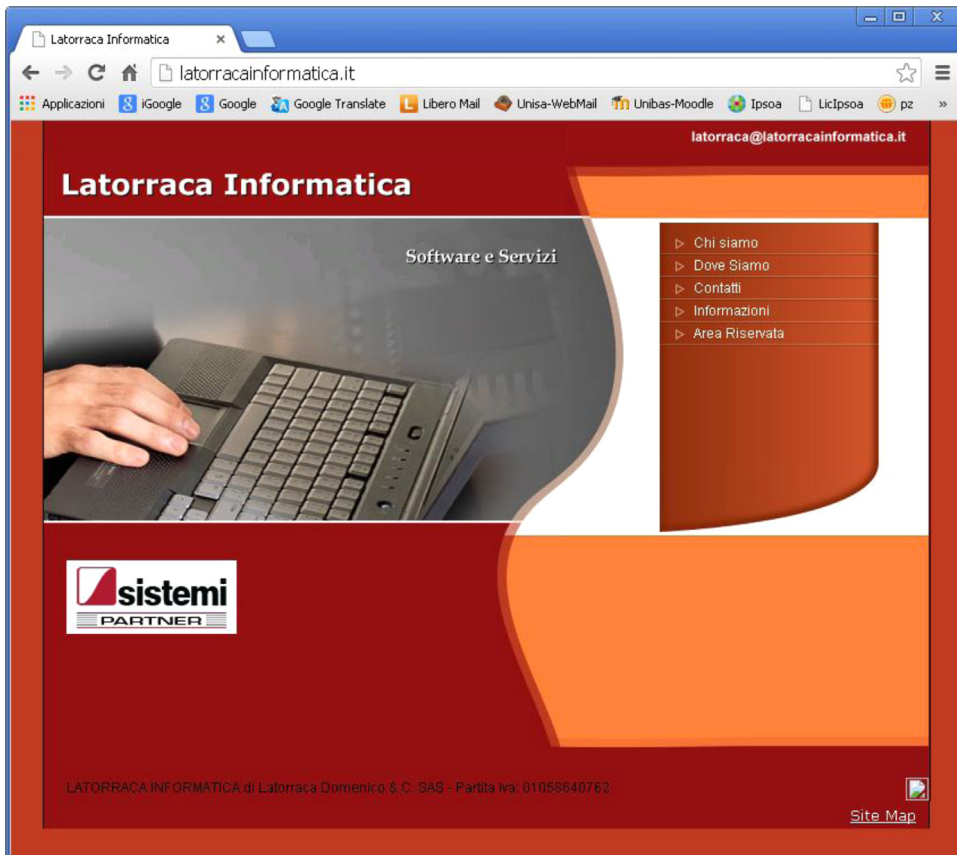 Latorraca Informatica
latorracainformatica.it
Applicazioni iGoogle Google Google Translate Libero Mail Unisa-WebMail Unibas-Moodle Ipsoa LicIpsoa pz »
latorraca@latorracainformatica.it
Latorraca Informatica
Software e Servizi
Chi siamo
Dove Siamo
Contatti
Informazioni
Area Riservata
sistemi
PARTNER
LATORRACA INFORMATICA di Latorraca Domenico & C. SAS - Partita Iva: 01058640762
Site Map